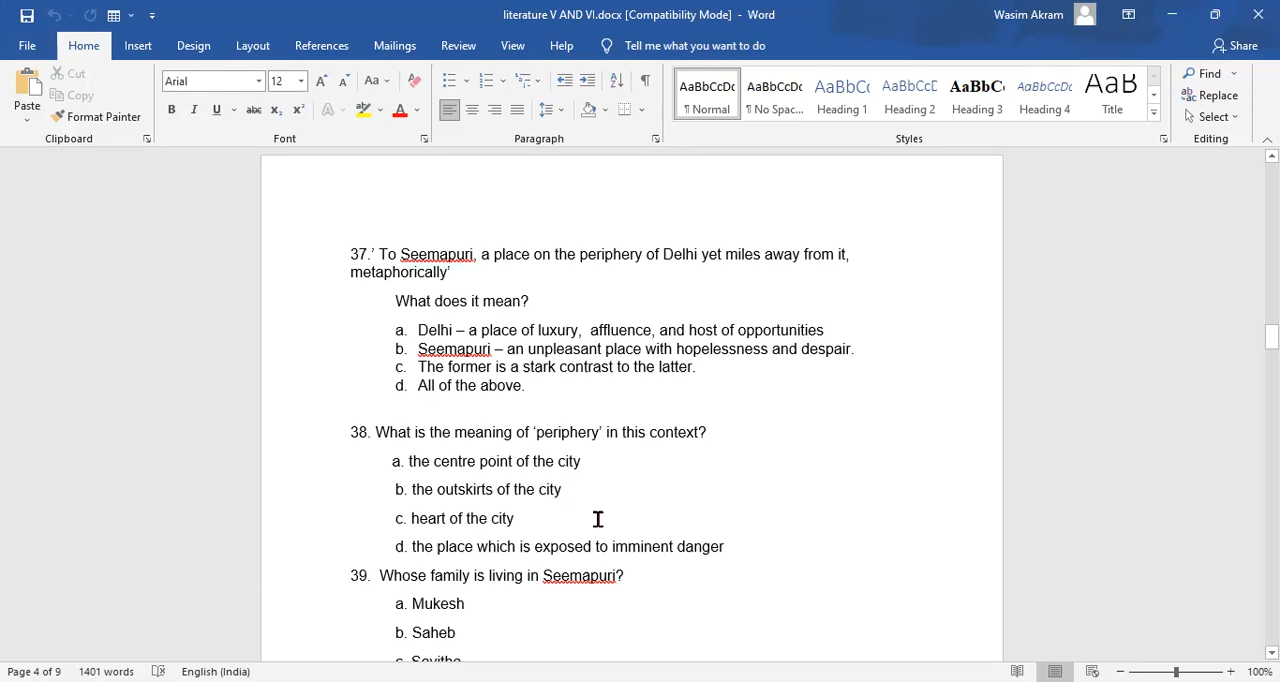 literature V AND VI.docx [Compatibility Mode] - Word
Wasim Akram
File Home Insert Design Layout References Mailings Review View Help Tell me what you want to do
Share
Paste
Cut
Copy
Format Painter
Clipboard
Arial 12
Font
Paragraph
AaBbCcDc AaBbCcDc AaBbCc AaBbCcC AaBbC AaBbCcDc AaB
¶ Normal ¶ No Spac... Heading 1 Heading 2 Heading 3 Heading 4 Title
Styles
Find
Replace
Select
Editing
37.’ To Seemapuri, a place on the periphery of Delhi yet miles away from it,
metaphorically’
What does it mean?
a. Delhi – a place of luxury, affluence, and host of opportunities
b. Seemapuri – an unpleasant place with hopelessness and despair.
c. The former is a stark contrast to the latter.
d. All of the above.
38. What is the meaning of ‘periphery’ in this context?
a. the centre point of the city
b. the outskirts of the city
c. heart of the city
d. the place which is exposed to imminent danger
39. Whose family is living in Seemapuri?
a. Mukesh
b. Saheb
Page 4 of 9 1401 words English (India) 100%